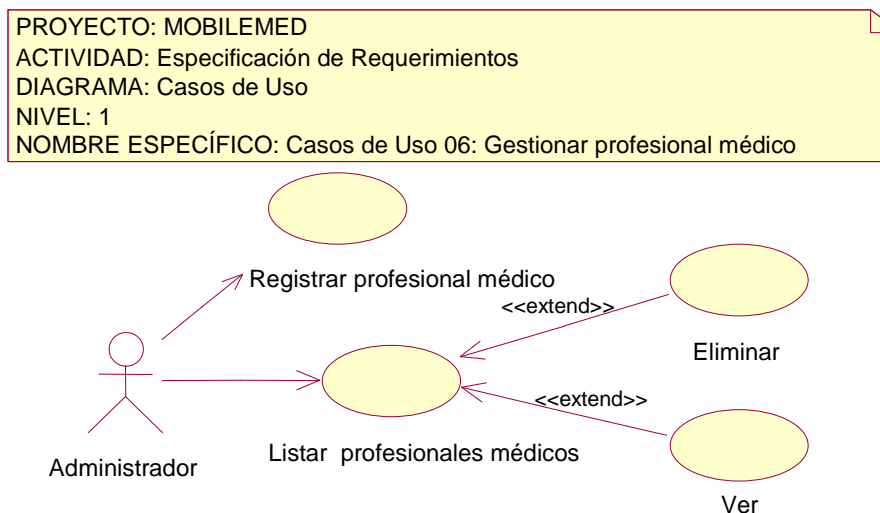 PROYECTO: MOBILEMED
ACTIVIDAD: Especificación de Requerimientos
DIAGRAMA: Casos de Uso
NIVEL: 1
NOMBRE ESPECÍFICO: Casos de Uso 06: Gestionar profesional médico
Registrar profesional médico
<<extend>>
Eliminar
<<extend>>
Listar profesionales médicos
Administrador
Ver